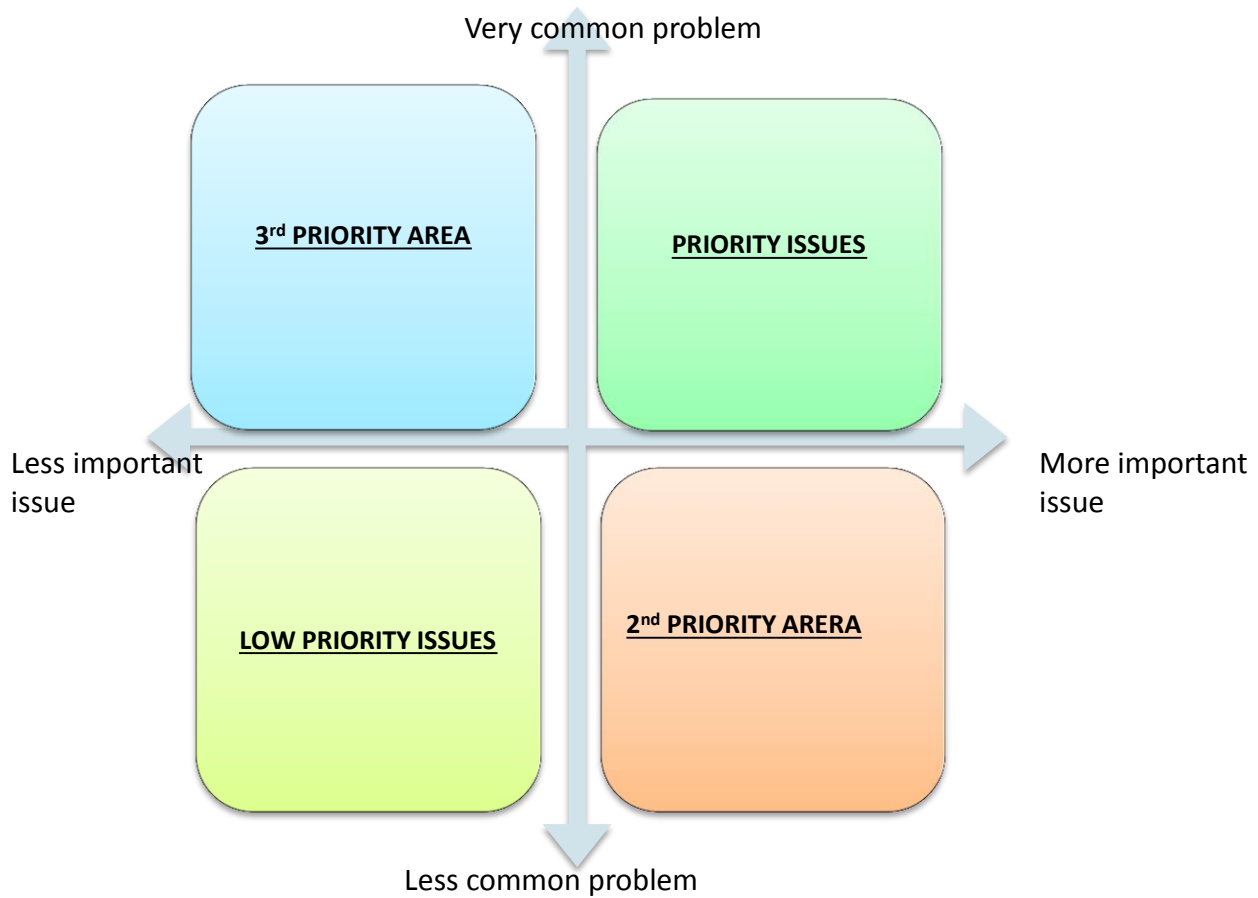 Very common problem
3rd PRIORITY AREA
PRIORITY ISSUES
Less important
issue
More important
issue
LOW PRIORITY ISSUES
2nd PRIORITY ARERA
Less common problem